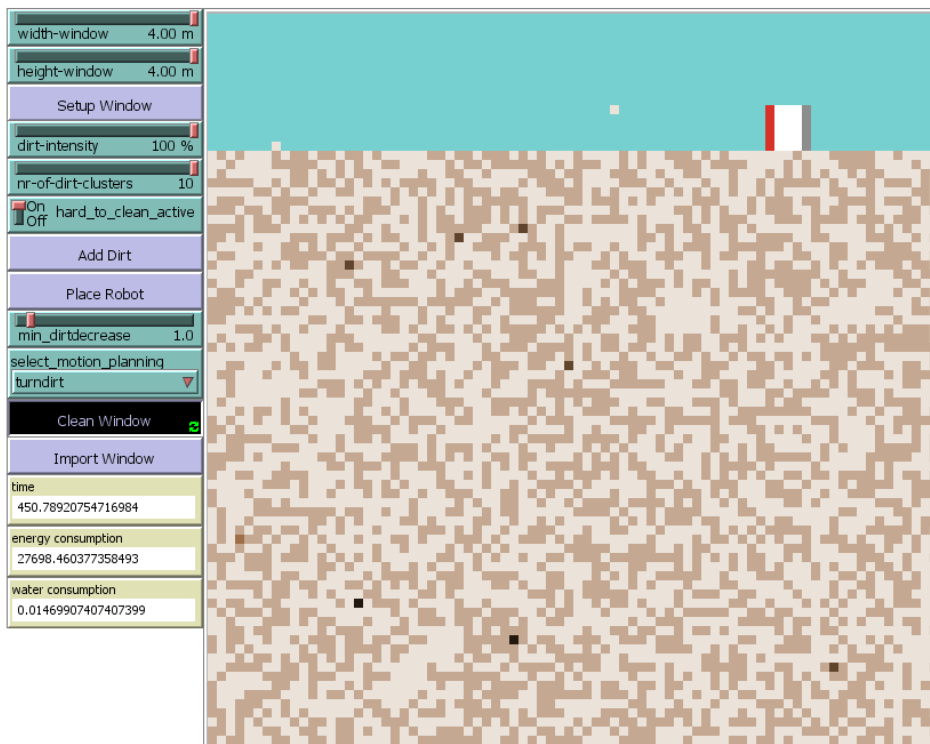 width-window 4.00 m
height-window 4.00 m
Setup Window
dirt-intensity 100 %
nr-of-dirt-clusters 10
On
Off hard_to_clean_active
Add Dirt
Place Robot
min_dirtdecrease 1.0
select_motion_planning
turndirt
Clean Window
Import Window
time
450.78920754716984
energy consumption
27698.460377358493
water consumption
0.01469907407407399